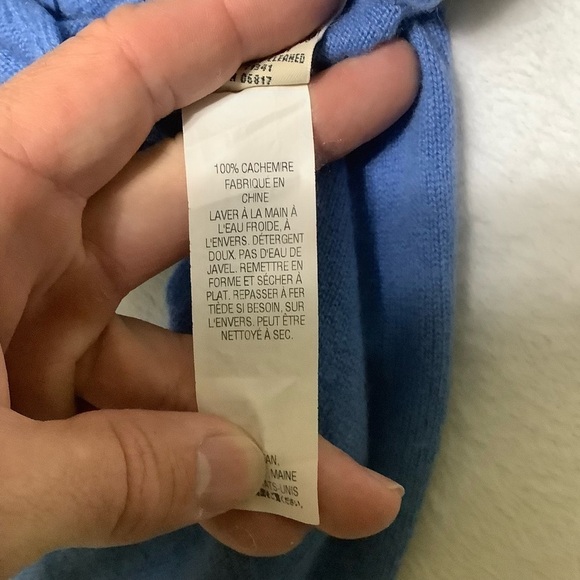 06817
100% CACHEMIRE
FABRIQUE EN
CHINE
LAVER À LA MAIN À
L'EAU FROIDE, À
L'ENVERS. DÉTERGENT
DOUX. PAS D'EAU DE
JAVEL. REMETTRE EN
FORME ET SÉCHER À
PLAT. REPASSER À FER
TIÈDE SI BESOIN, SUR
L'ENVERS. PEUT ÊTRE
NETTOYÉ À SEC.
MAINE